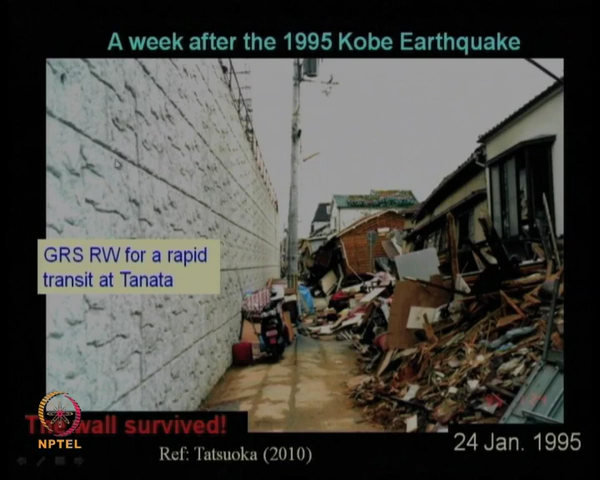 A week after the 1995 Kobe Earthquake
GRS RW for a rapid
transit at Tanata
The wall survived!
NPTEL
Ref: Tatsuoka (2010)
24 Jan. 1995